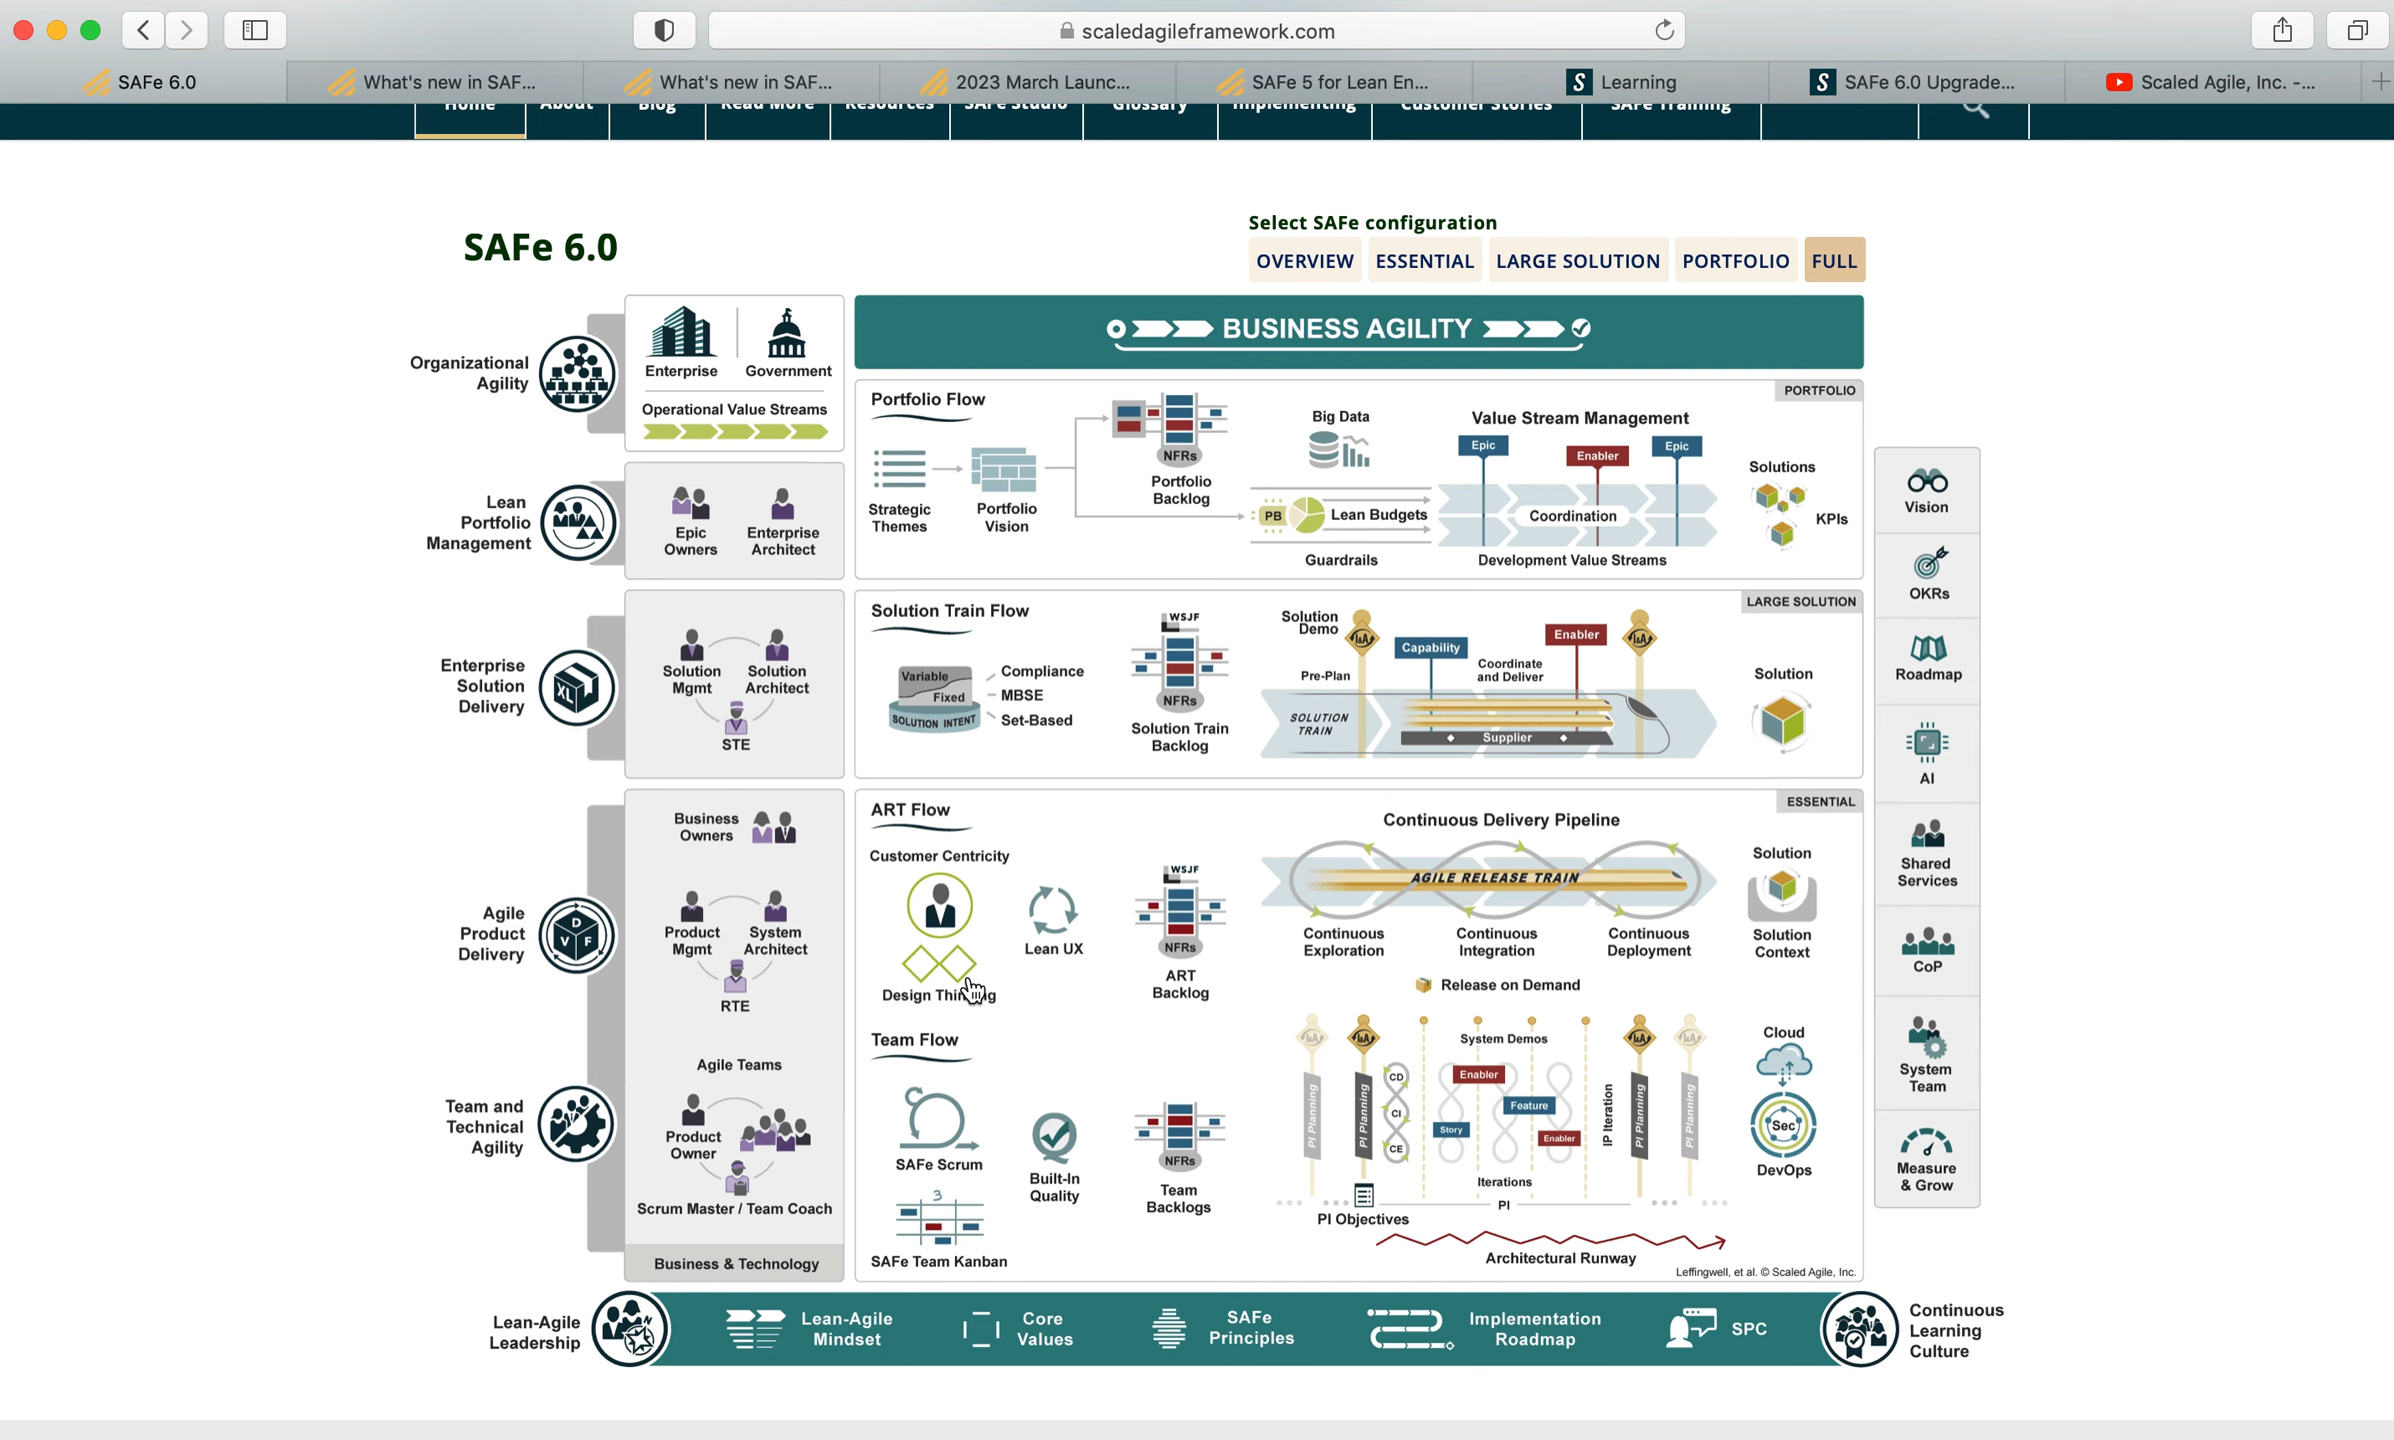 scaledagileframework.com
SAFe 6.0
What's new in SAF...
What's new in SAF...
2023 March Launc...
SAFe 5 for Lean En...
Learning
SAFe 6.0 Upgrade...
Scaled Agile, Inc. -...
Home
About
Blog
Read More
Resources
SAFe Studio
Glossary
Implementing
Customer Stories
SAFe Training
SAFe 6.0
Select SAFe configuration
OVERVIEW
ESSENTIAL
LARGE SOLUTION
PORTFOLIO
FULL
Organizational
Agility
Enterprise
Government
Operational Value Streams
BUSINESS AGILITY
Lean
Portfolio
Management
Epic
Owners
Enterprise
Architect
PORTFOLIO
Portfolio Flow
Strategic
Themes
Portfolio
Vision
NFRs
Portfolio
Backlog
Big Data
PB
Lean Budgets
Guardrails
Value Stream Management
Epic
Enabler
Epic
Coordination
Development Value Streams
Solutions
KPIs
Enterprise
Solution
Delivery
XL
Solution
Mgmt
Solution
Architect
STE
LARGE SOLUTION
Solution Train Flow
Variable
Fixed
SOLUTION INTENT
Compliance
MBSE
Set-Based
WSJF
NFRs
Solution Train
Backlog
Solution
Demo
I&A
Pre-Plan
Capability
Coordinate
and Deliver
Enabler
I&A
SOLUTION
TRAIN
Supplier
Solution
Agile
Product
Delivery
D
V F
Business
Owners
Product
Mgmt
System
Architect
RTE
Team and
Technical
Agility
Agile Teams
Product
Owner
Scrum Master / Team Coach
Business & Technology
ESSENTIAL
ART Flow
Customer Centricity
Design Thinking
Lean UX
WSJF
NFRs
ART
Backlog
Continuous Delivery Pipeline
AGILE RELEASE TRAIN
Continuous
Exploration
Continuous
Integration
Continuous
Deployment
Release on Demand
Solution
Solution
Context
Team Flow
SAFe Scrum
3
SAFe Team Kanban
Built-In
Quality
NFRs
Team
Backlogs
I&A
I&A
System Demos
I&A
I&A
PI Planning
PI Planning
CD
CI
CE
Enabler
Feature
Story
Enabler
IP Iteration
PI Planning
PI Planning
Iterations
PI
PI Objectives
Architectural Runway
Cloud
Sec
DevOps
Leffingwell, et al. © Scaled Agile, Inc.
Vision
OKRs
Roadmap
AI
Shared
Services
CoP
System
Team
Measure
& Grow
Lean-Agile
Leadership
N
Lean-Agile
Mindset
Core
Values
SAFe
Principles
Implementation
Roadmap
SPC
Continuous
Learning
Culture